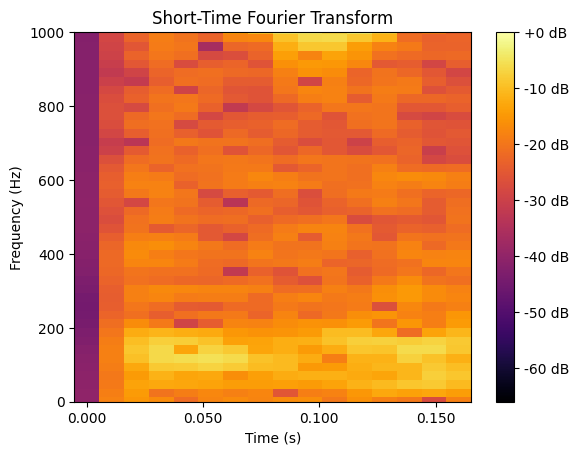 Short-Time Fourier Transform
1000
800
600
400
200
0
Frequency (Hz)
0.000
0.050
0.100
0.150
Time (s)
+0 dB
-10 dB
-20 dB
-30 dB
-40 dB
-50 dB
-60 dB